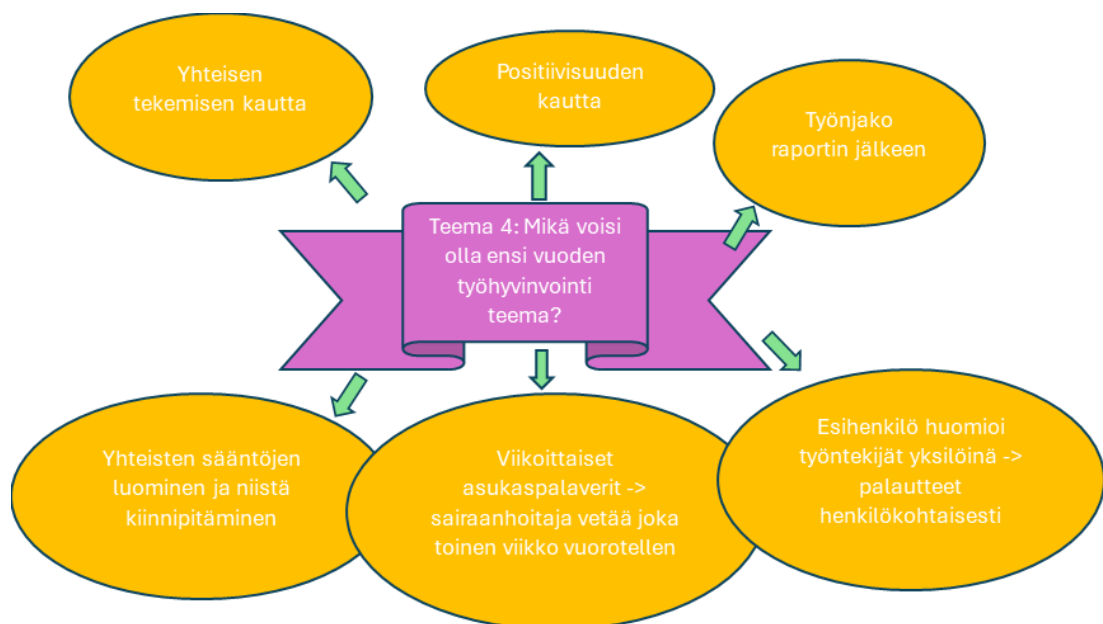 Yhteisen
tekemisen kautta
Positiivisuuden
kautta
Työnjako
raportin jälkeen
Teema 4: Mikä voisi
olla ensi vuoden
työhyvinvointi
teema?
Yhteisten sääntöjen
luominen ja niistä
kiinnipitäminen
Viikoittaiset
asukaspalaverit ->
sairaanhoitaja vetää joka
toinen viikko vuorotellen
Esihenkilö huomioi
työntekijät yksilöinä ->
palautteet
henkilökohtaisesti